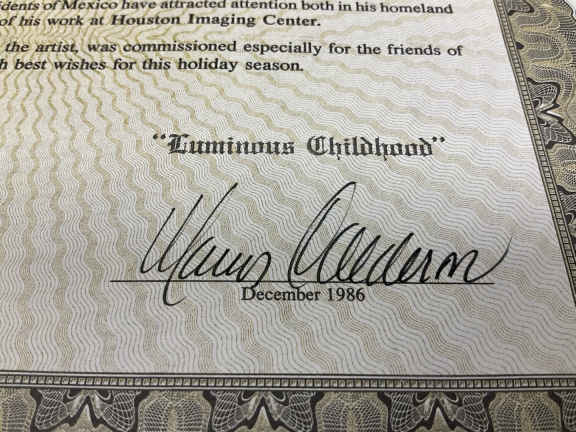 idents of Mexico have attracted attention both in his homeland
of his work at Houston Imaging Center.
the artist, was commissioned especially for the friends of
h best wishes for this holiday season.
“Luminous Childhood”
Calderon
December 1986